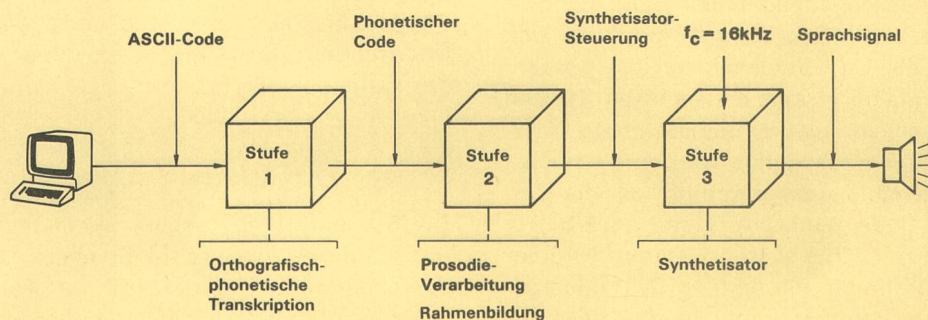 ASCII-Code
Phonetischer
Code
Synthetisator-
Steuerung
f_c = 16kHz
Sprachsignal
Stufe
1
Stufe
2
Stufe
3
Orthografisch-
phonetische
Transkription
Prosodie-
Verarbeitung
Rahmenbildung
Synthetisator